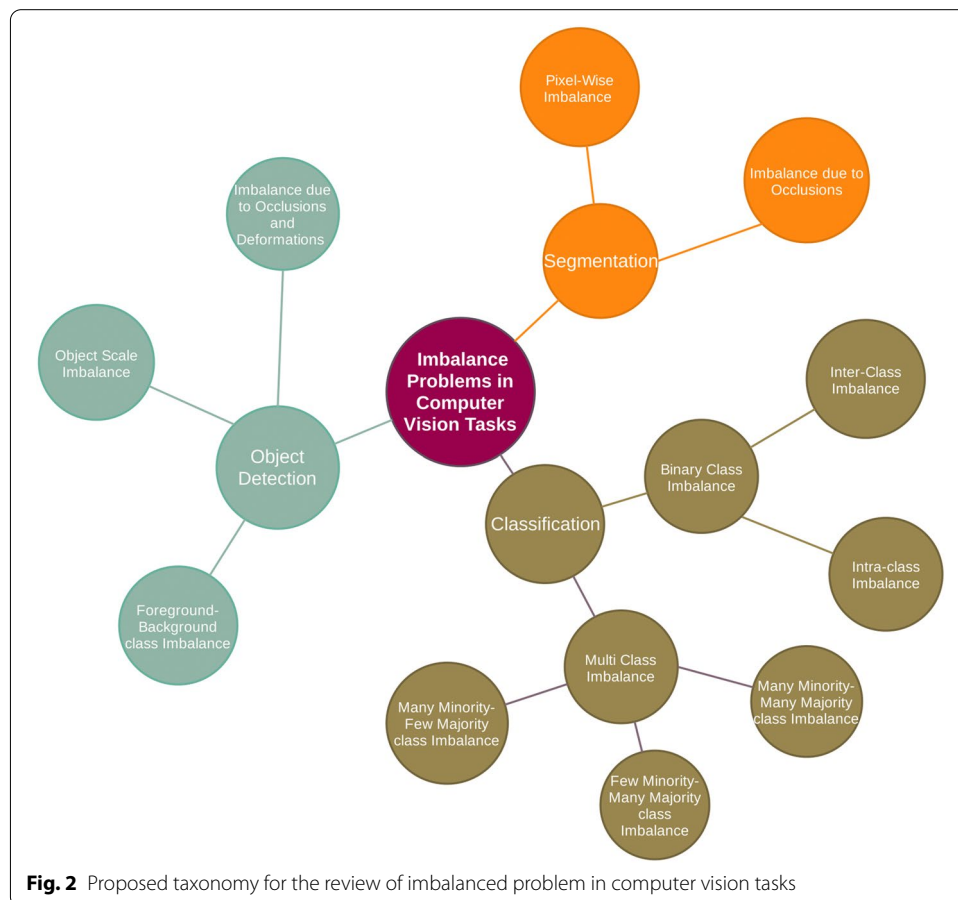 Pixel-Wise
Imbalance
Imbalance due to
Occlusions
Segmentation
Imbalance
due to
Occlusions
and
Deformations
Object Scale
Imbalance
Object
Detection
Foreground-
Background
class Imbalance
Imbalance
Problems in
Computer
Vision Tasks
Inter-Class
Imbalance
Binary Class
Imbalance
Classification
Intra-class
Imbalance
Multi Class
Imbalance
Many Minority-
Few Majority
class Imbalance
Many Minority-
Many Majority
class Imbalance
Few Minority-
Many Majority
class
Imbalance
Fig. 2 Proposed taxonomy for the review of imbalanced problem in computer vision tasks